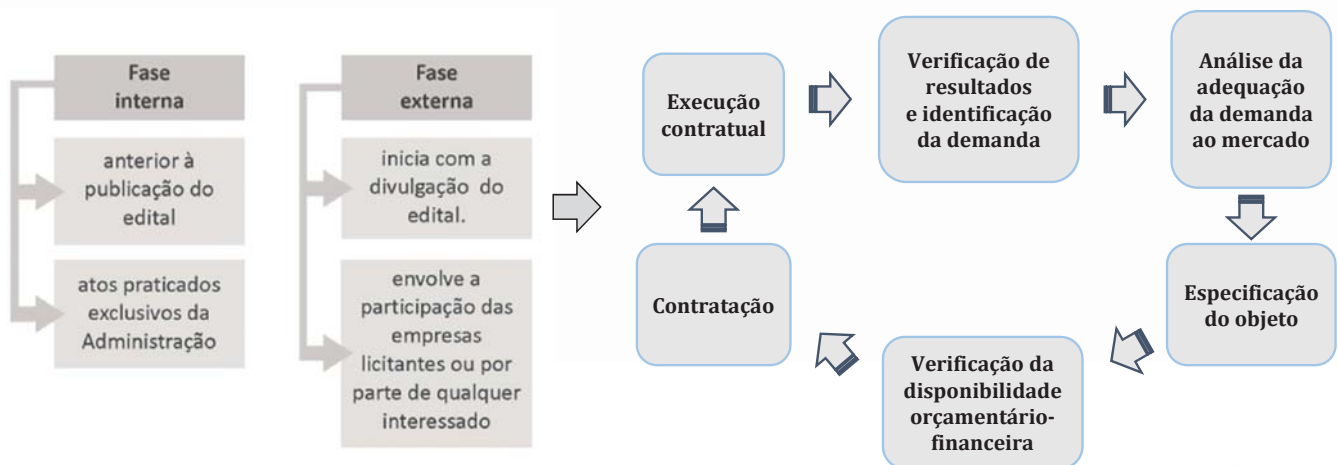 Fase
interna
anterior à
publicação do
edital
atos praticados
exclusivos da
Administração
Fase
externa
inicia com a
divulgação do
edital.
envolve a
participação das
empresas
licitantes ou por
parte de qualquer
interessado
Execução
contratual
Verificação de
resultados
e identificação
da demanda
Análise da
adequação
da demanda
ao mercado
Especificação
do objeto
Verificação da
disponibilidade
orçamentário-
financeira
Contratação